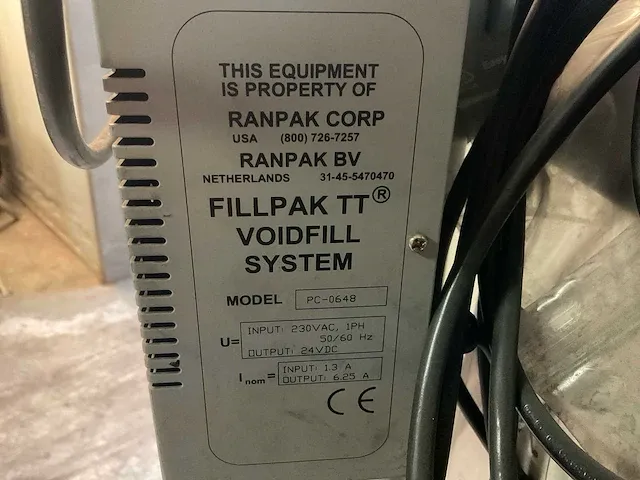 THIS EQUIPMENT
IS PROPERTY OF
RANPAK CORP
USA (800) 726-7257
RANPAK BV
NETHERLANDS 31-45-5470470
FILLPAK TT®
VOIDFILL
SYSTEM
MODEL PC-0648
U= INPUT: 230VAC, 1PH
50/60 Hz
OUTPUT: 24VDC
I nom = INPUT: 1.3 A
OUTPUT: 6.25 A
CE